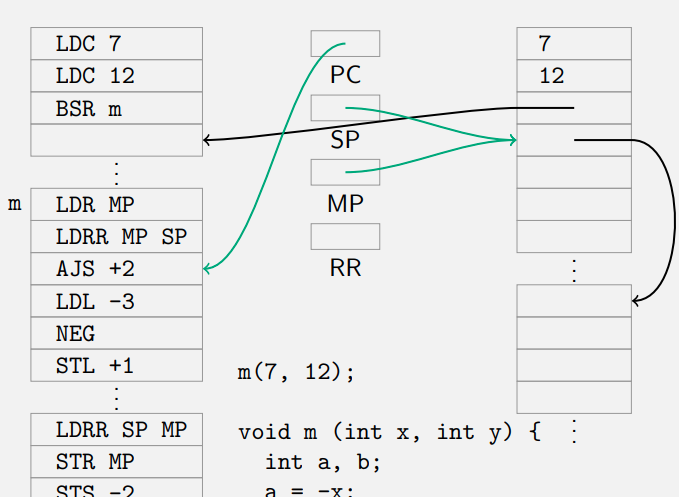 LDC 7
LDC 12
BSR m
⋮
m LDR MP
LDRR MP SP
AJS +2
LDL -3
NEG
STL +1
⋮
LDRR SP MP
STR MP
STS -2
PC
SP
MP
RR
m(7, 12);
void m (int x, int y) {
int a, b;
a = -x;
7
12
⋮
⋮